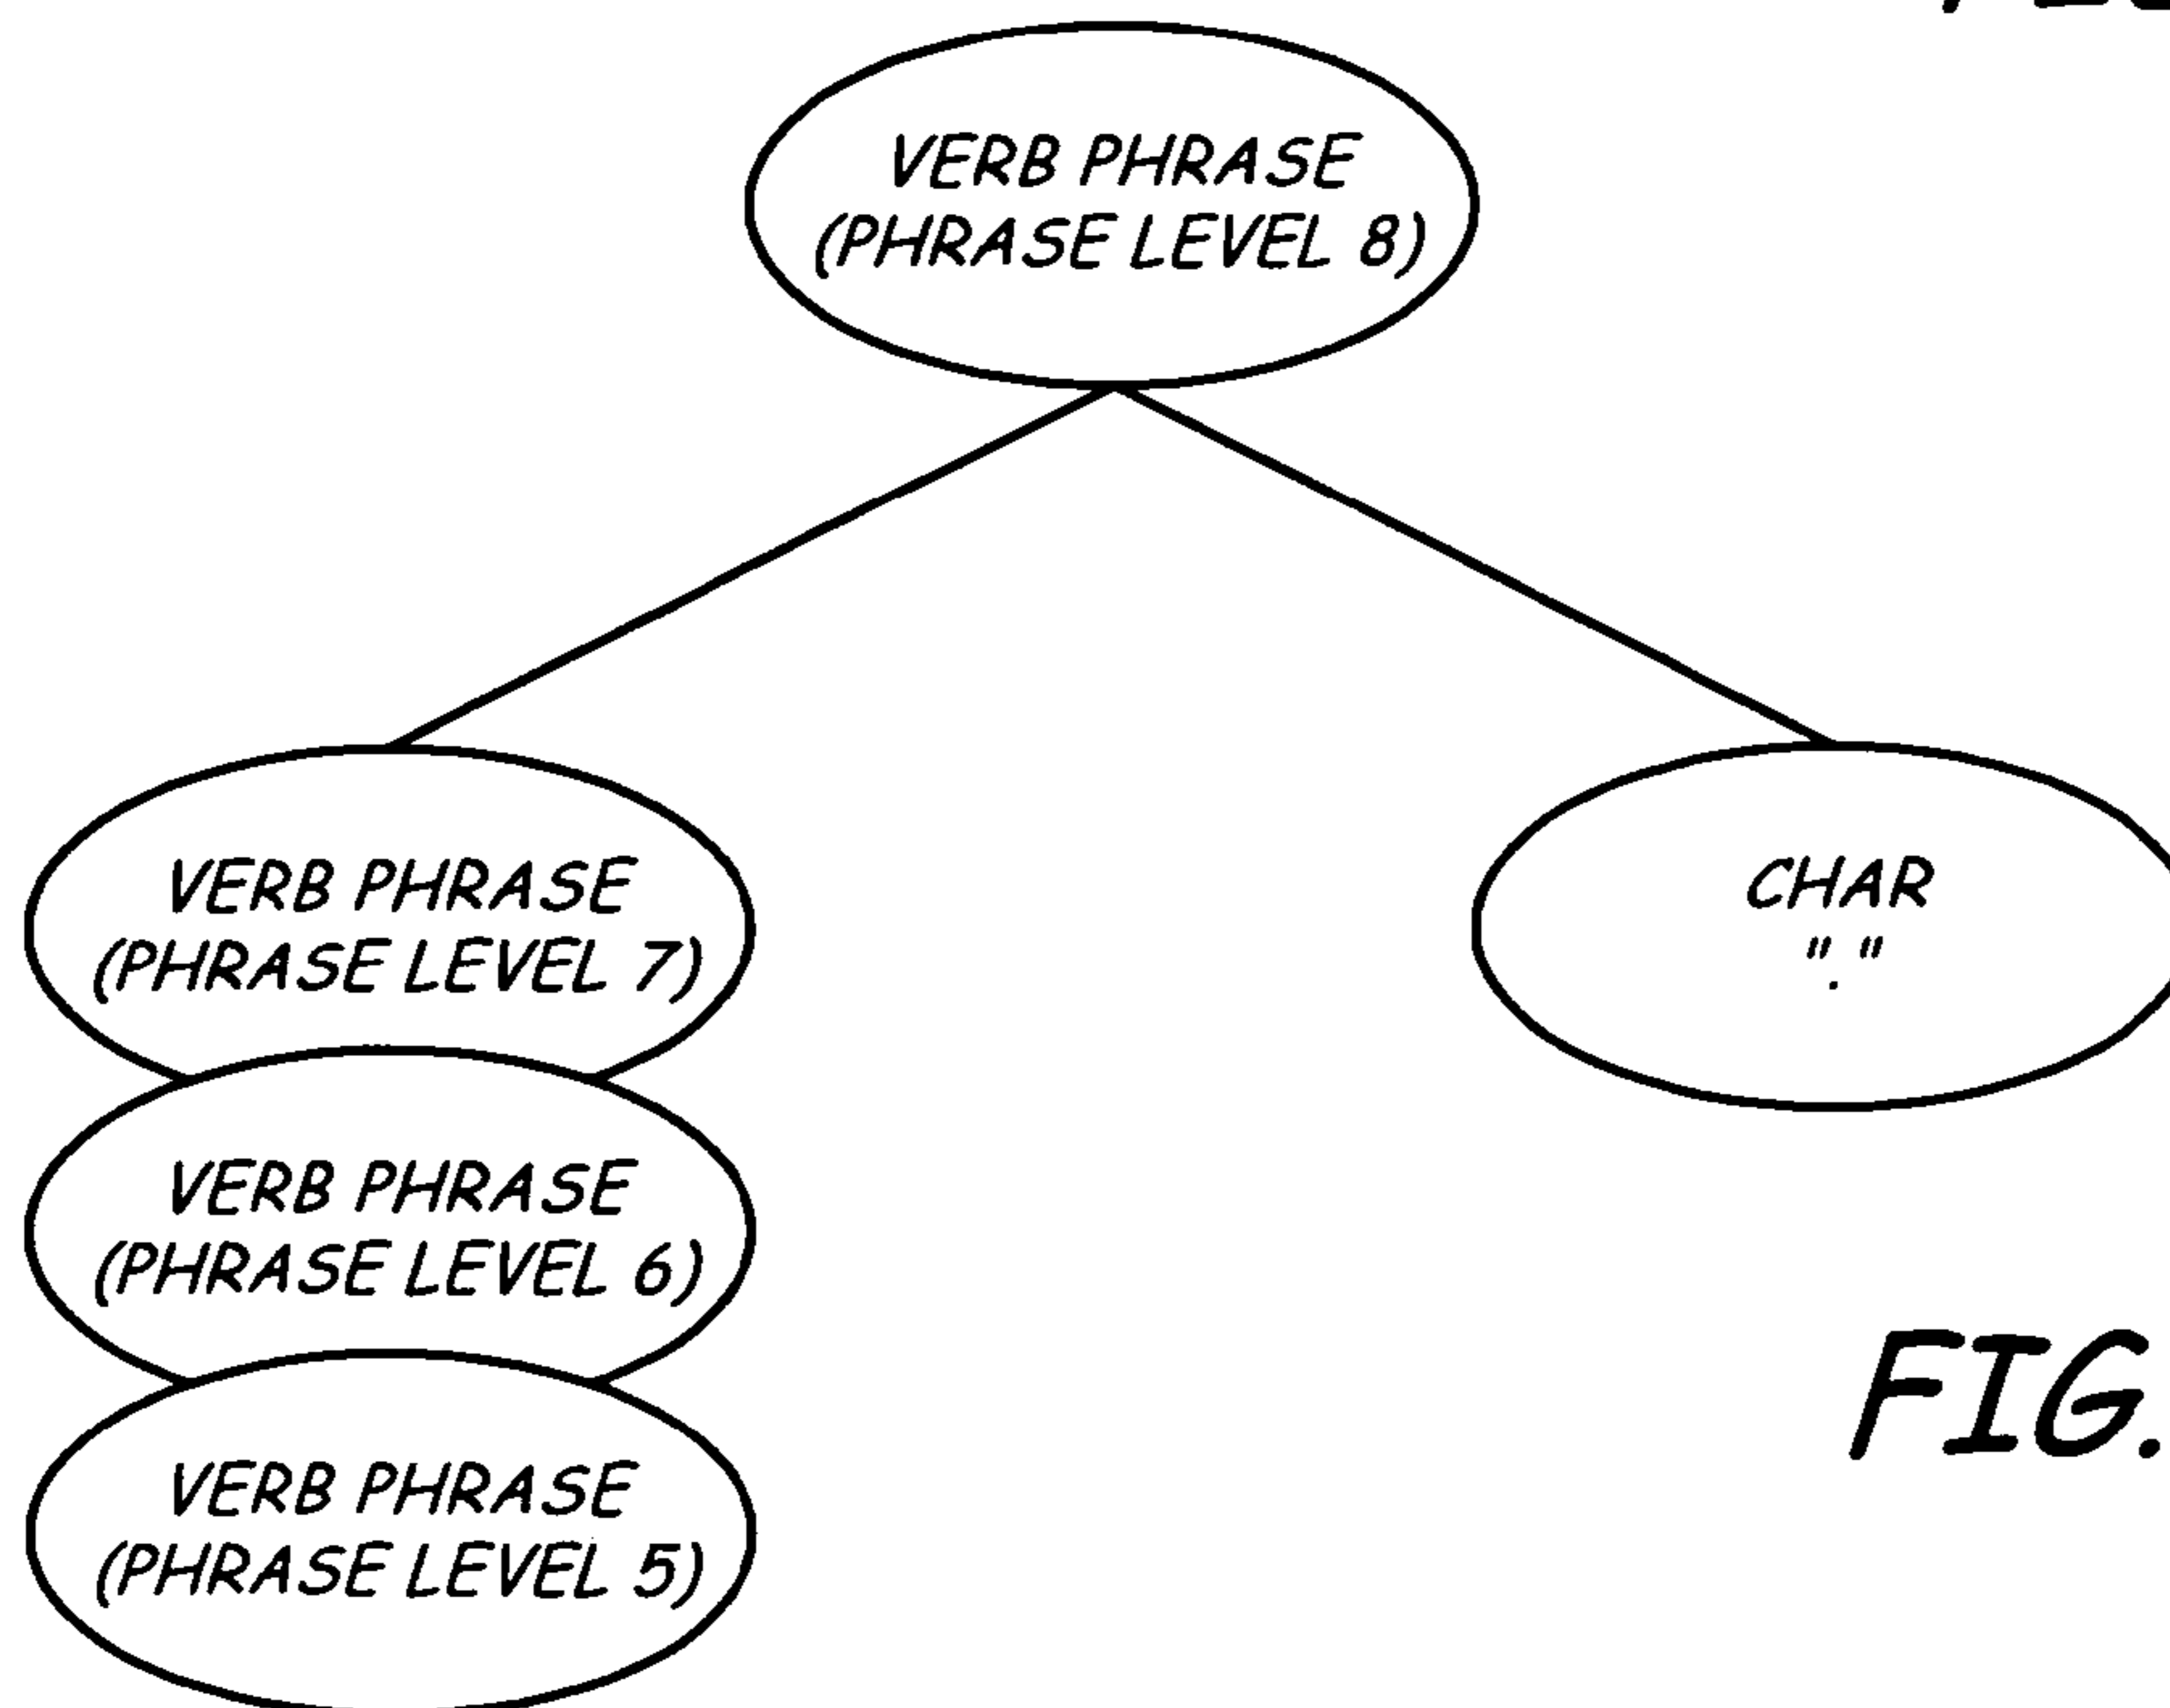 VERB PHRASE
(PHRASE LEVEL 8)
VERB PHRASE
(PHRASE LEVEL 7)
CHAR
"."
VERB PHRASE
(PHRASE LEVEL 6)
VERB PHRASE
(PHRASE LEVEL 5)
FIG.